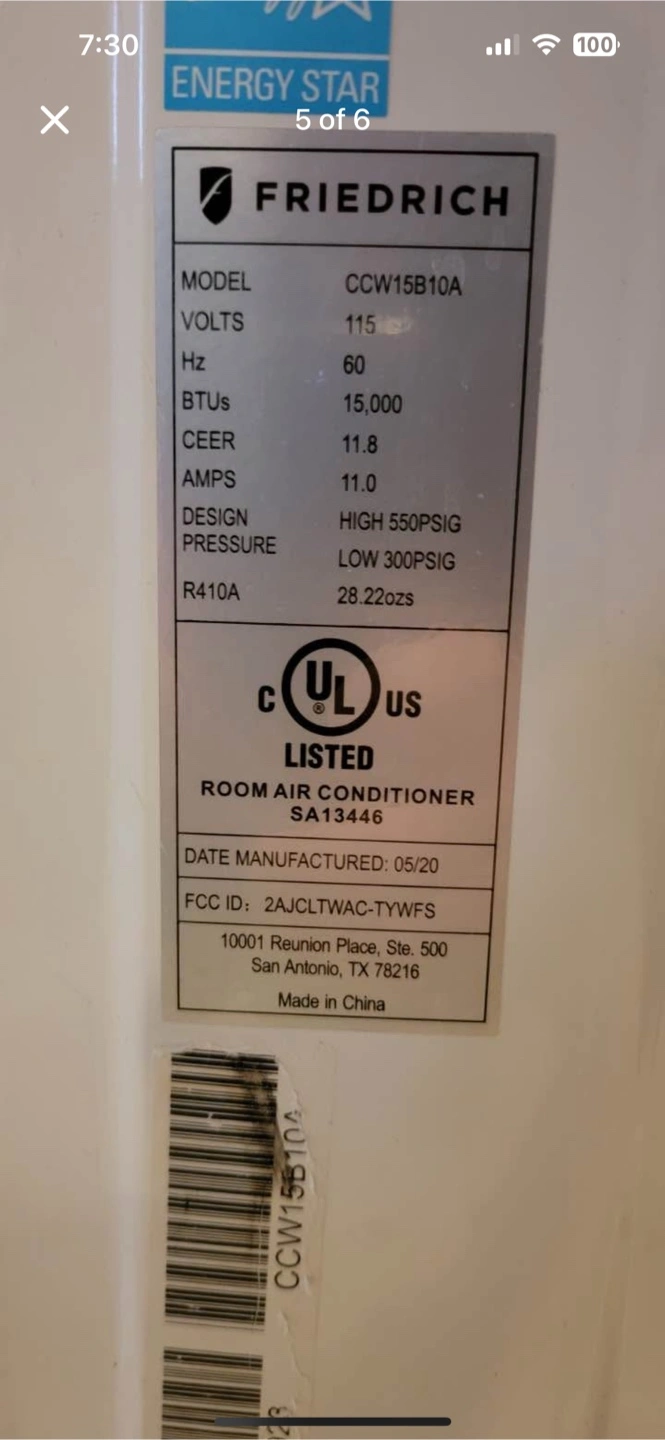 7:30
100
ENERGY STAR
5 of 6
FRIEDRICH
MODEL CCW15B10A
VOLTS 115
Hz 60
BTUs 15,000
CEER 11.8
AMPS 11.0
DESIGN PRESSURE HIGH 550PSIG
LOW 300PSIG
R410A 28.22ozs
C UL® US
LISTED
ROOM AIR CONDITIONER
SA13446
DATE MANUFACTURED: 05/20
FCC ID: 2AJCLTWAC-TYWFS
10001 Reunion Place, Ste. 500
San Antonio, TX 78216
Made in China
CCW15B10A